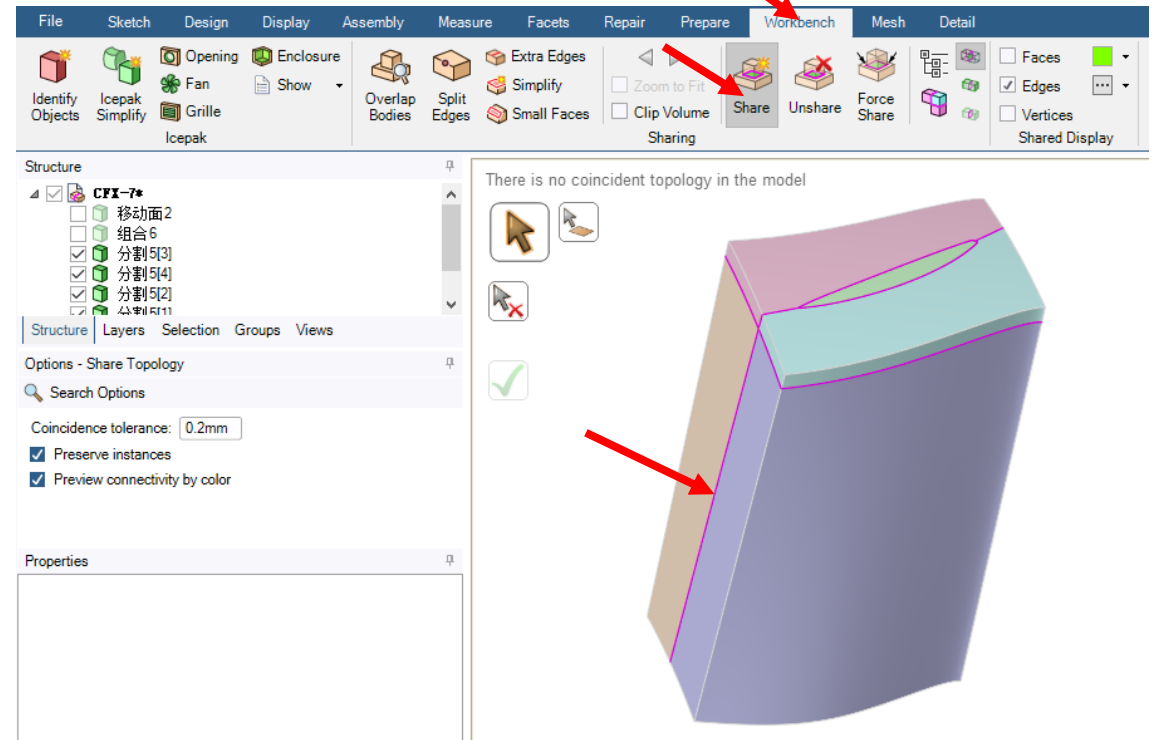 File Sketch Design Display Assembly Measure Facets Repair Prepare Workbench Mesh Detail
Identify Objects
Icepak Simplify
Opening
Fan
Grille
Enclosure
Show
Icepak
Overlap Bodies
Split Edges
Extra Edges
Simplify
Small Faces
Zoom to Fit
Clip Volume
Share
Unshare
Force Share
Sharing
Faces
Edges
Vertices
Shared Display
Structure
CFX-7*
移动面2
组合6
分割5[3]
分割5[4]
分割5[2]
分割5[1]
Structure Layers Selection Groups Views
Options - Share Topology
Search Options
Coincidence tolerance: 0.2mm
Preserve instances
Preview connectivity by color
Properties
There is no coincident topology in the model